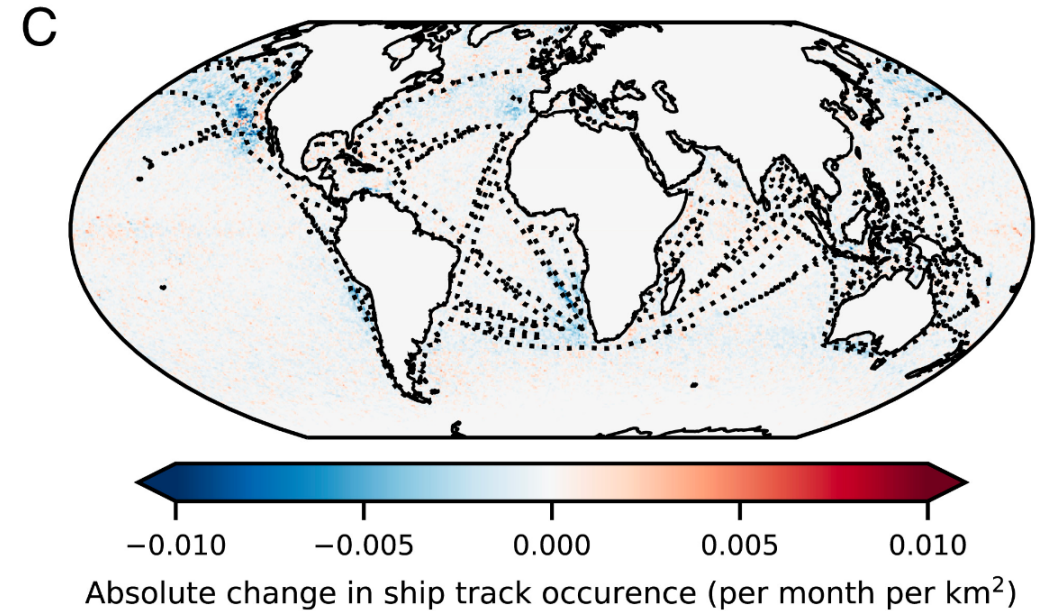 C
−0.010 −0.005 0.000 0.005 0.010
Absolute change in ship track occurence (per month per km²)